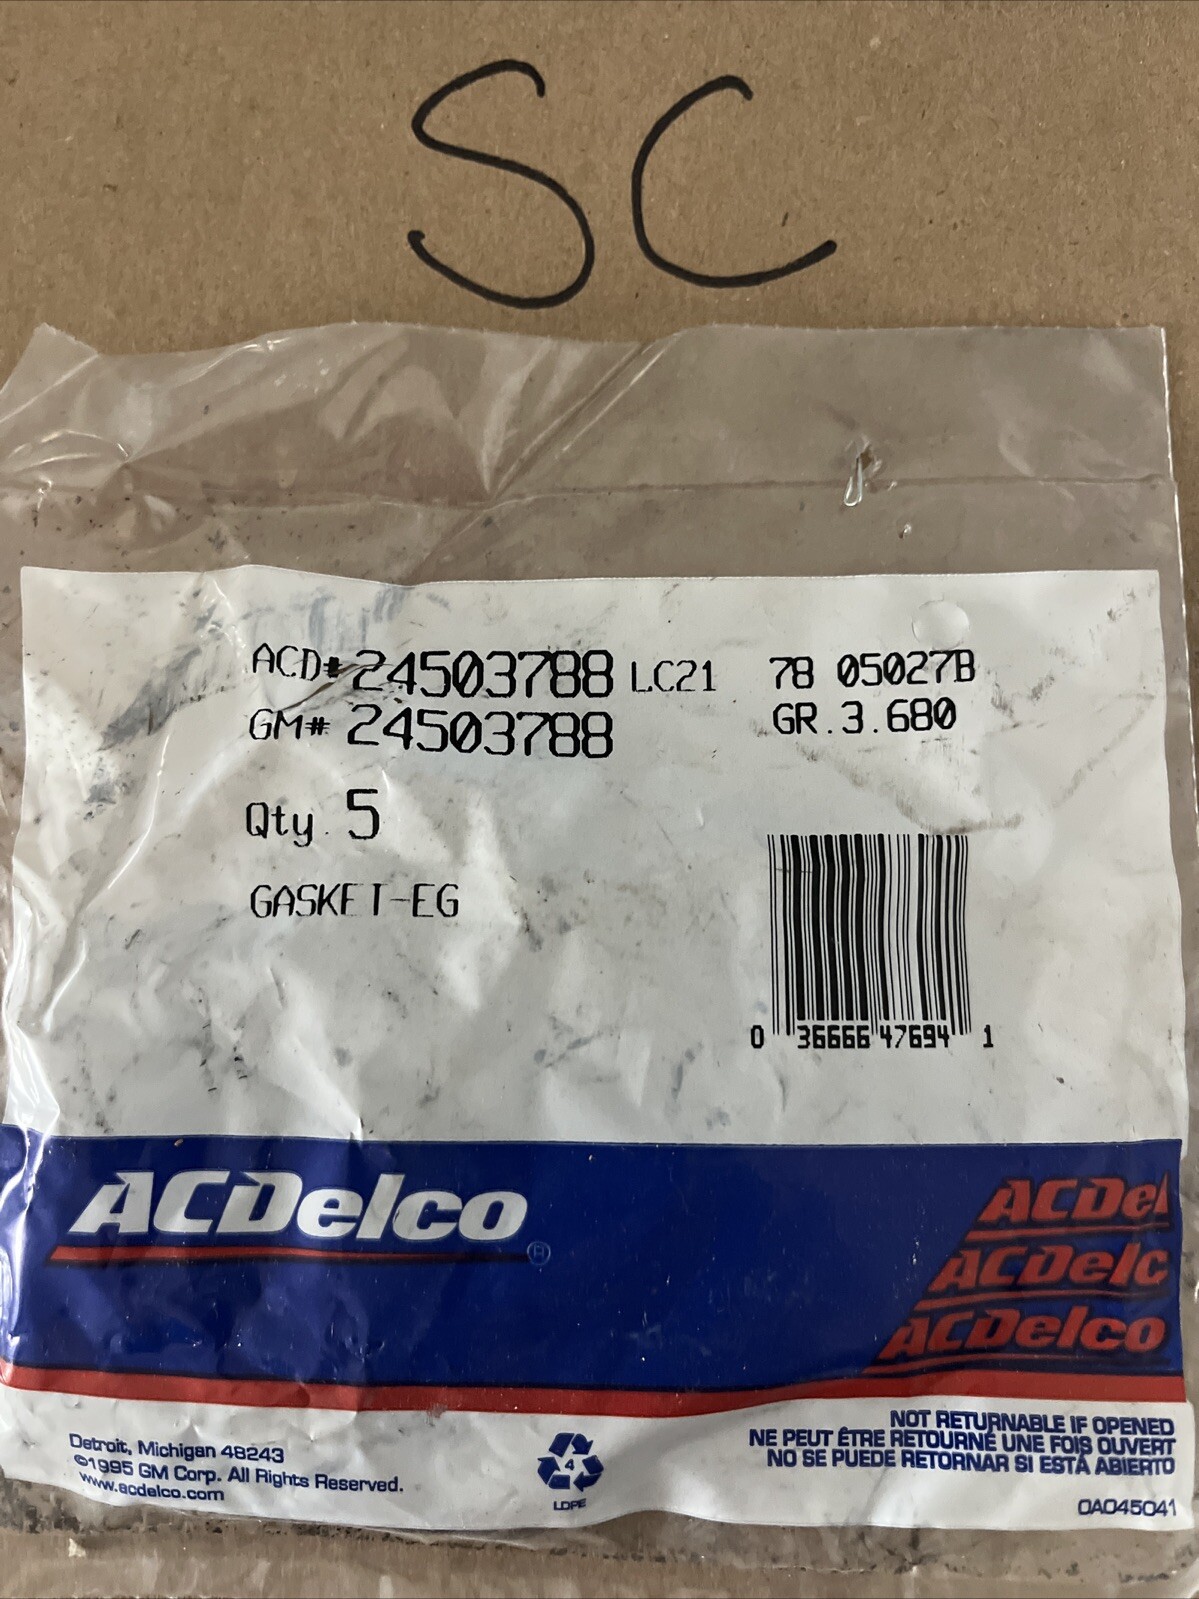 SC
ACD# 24503788 LC21 78 05027B
GM# 24503788 GR.3.680
Qty. 5
GASKET-EG
0 36666 47694 1
ACDelco ®
ACDel
ACDelc
ACDelco
Detroit, Michigan 48243
©1995 GM Corp. All Rights Reserved.
www.acdelco.com
4
LDPE
NOT RETURNABLE IF OPENED
NE PEUT ÊTRE RETOURNÉ UNE FOIS OUVERT
NO SE PUEDE RETORNAR SI ESTÁ ABIERTO
0A045041